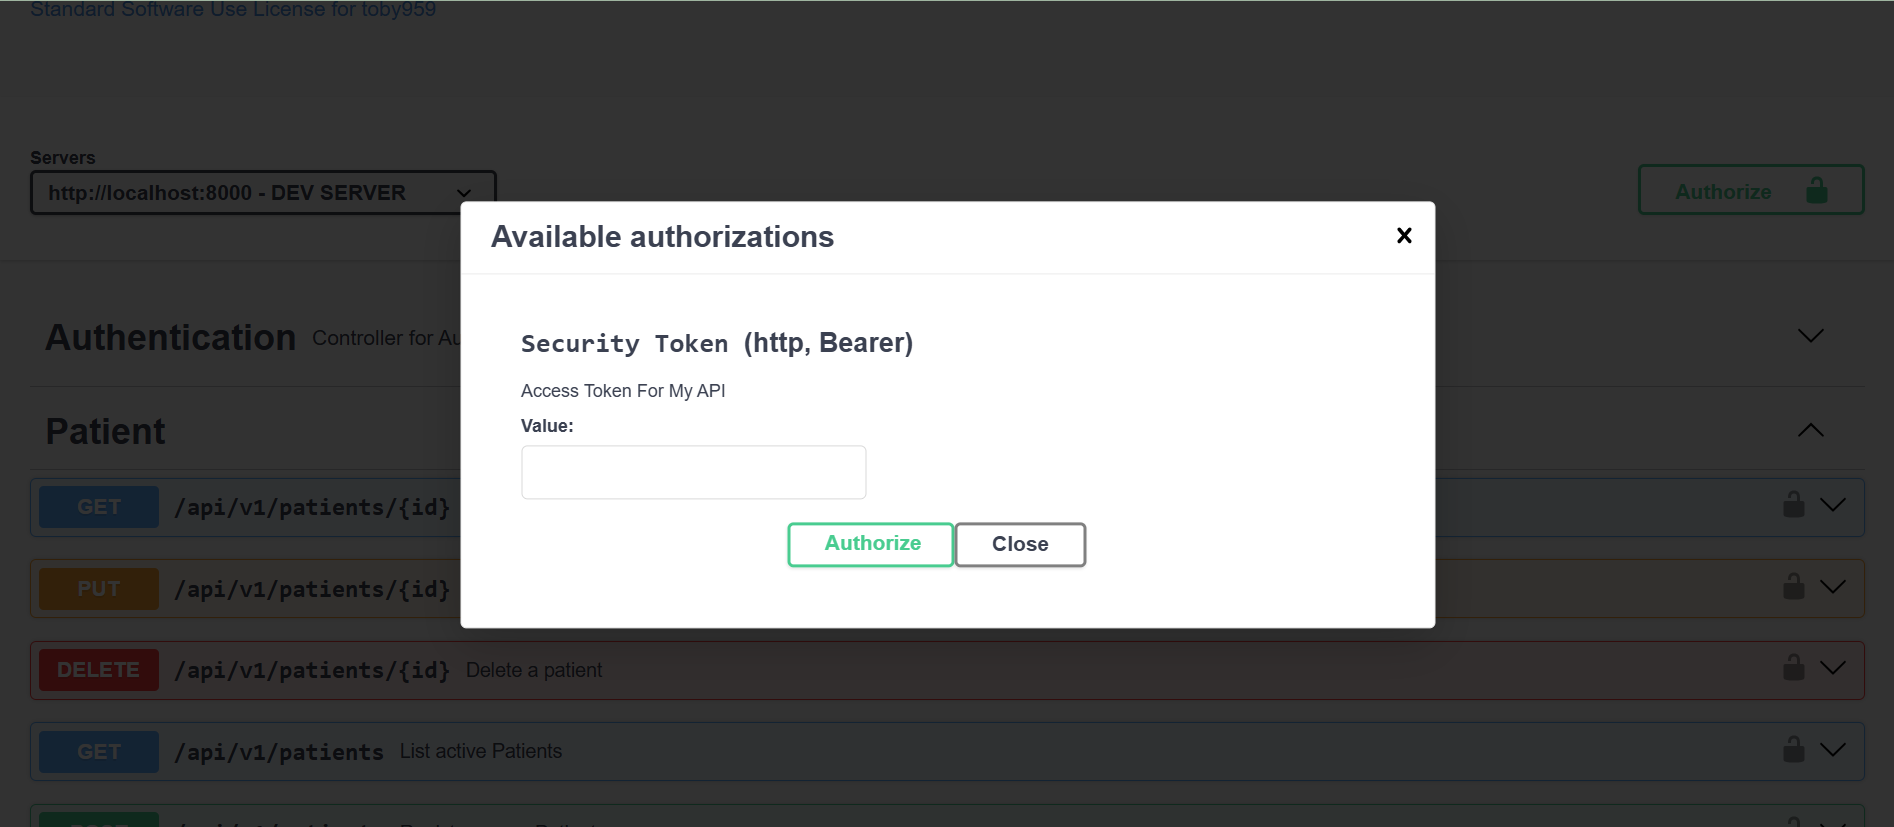 Standard Software Use License for toby959
Servers
http://localhost:8000 - DEV SERVER
Authorize
Available authorizations
Authentication Controller for Au
Security Token (http, Bearer)
Access Token For My API
Value:
Authorize
Close
Patient
GET /api/v1/patients/{id}
PUT /api/v1/patients/{id}
DELETE /api/v1/patients/{id} Delete a patient
GET /api/v1/patients List active Patients